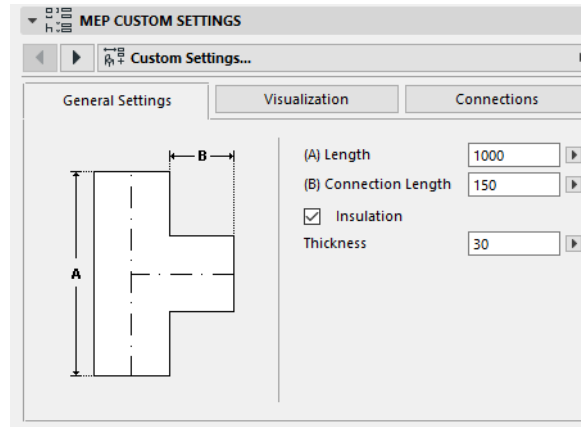 MEP CUSTOM SETTINGS
Custom Settings...
General Settings Visualization Connections
B
A
(A) Length 1000
(B) Connection Length 150
Insulation
Thickness 30